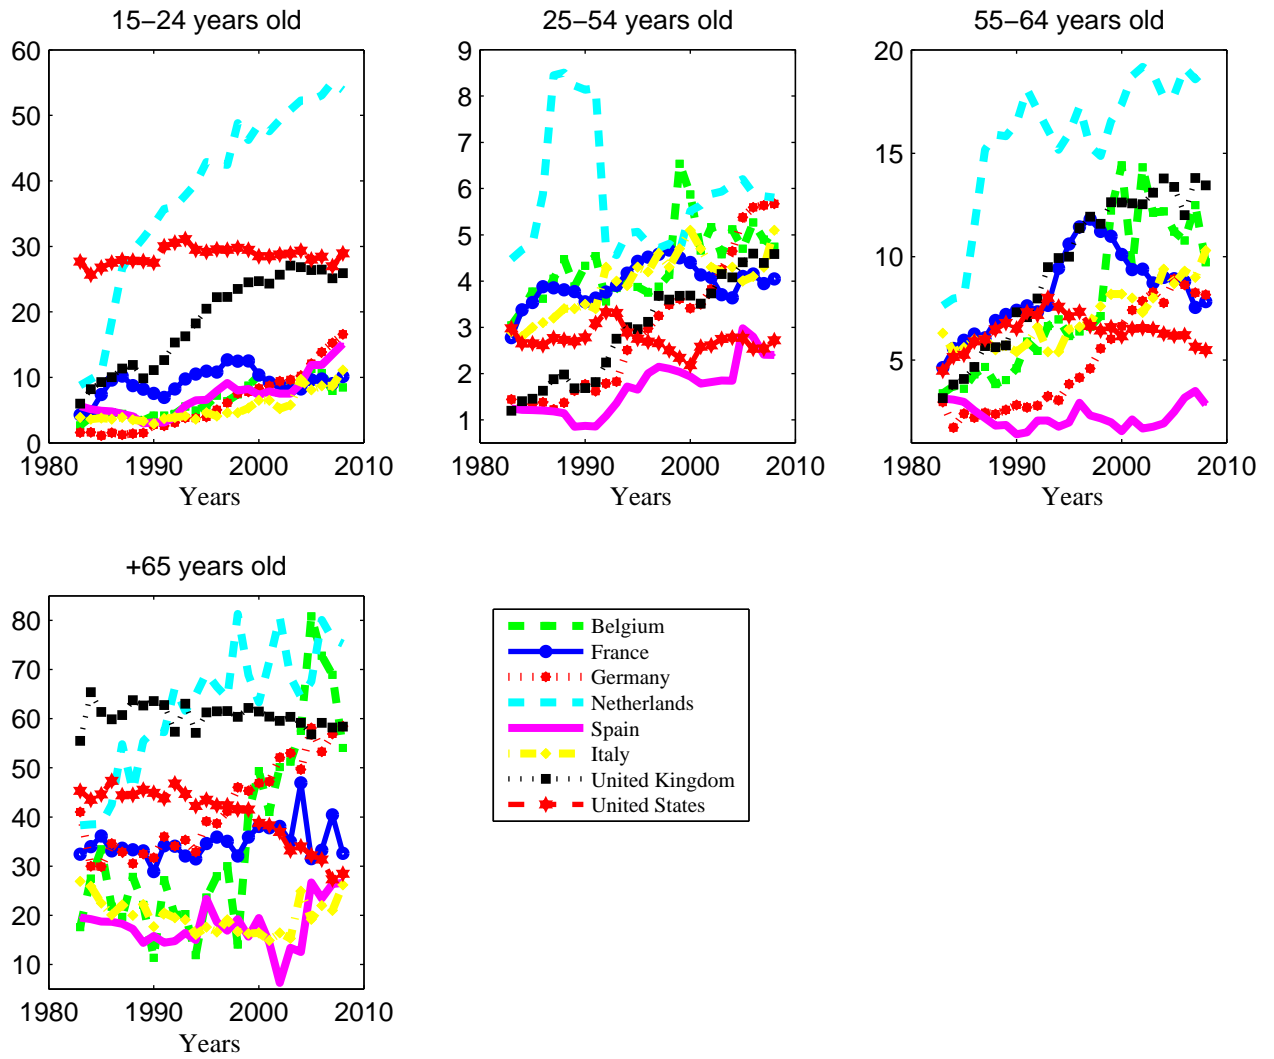 15−24 years old
60
50
40
30
20
10
0
1980 1990 2000 2010
Years
25−54 years old
9
8
7
6
5
4
3
2
1
1980 1990 2000 2010
Years
55−64 years old
20
15
10
5
1980 1990 2000 2010
Years
+65 years old
80
70
60
50
40
30
20
10
1980 1990 2000 2010
Years
Belgium
France
Germany
Netherlands
Spain
Italy
United Kingdom
United States